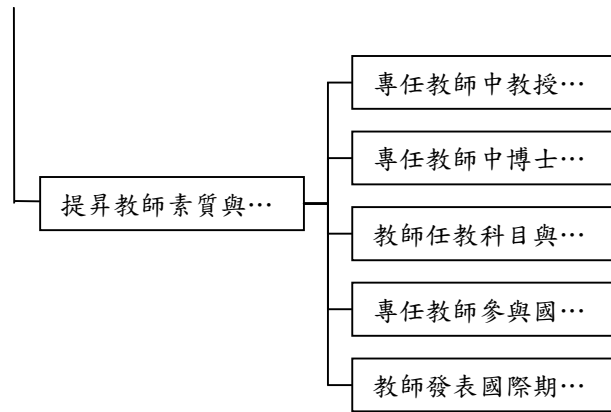 專任教師中教授…
專任教師中博士…
提昇教師素質與…
教師任教科目與…
專任教師參與國…
教師發表國際期…